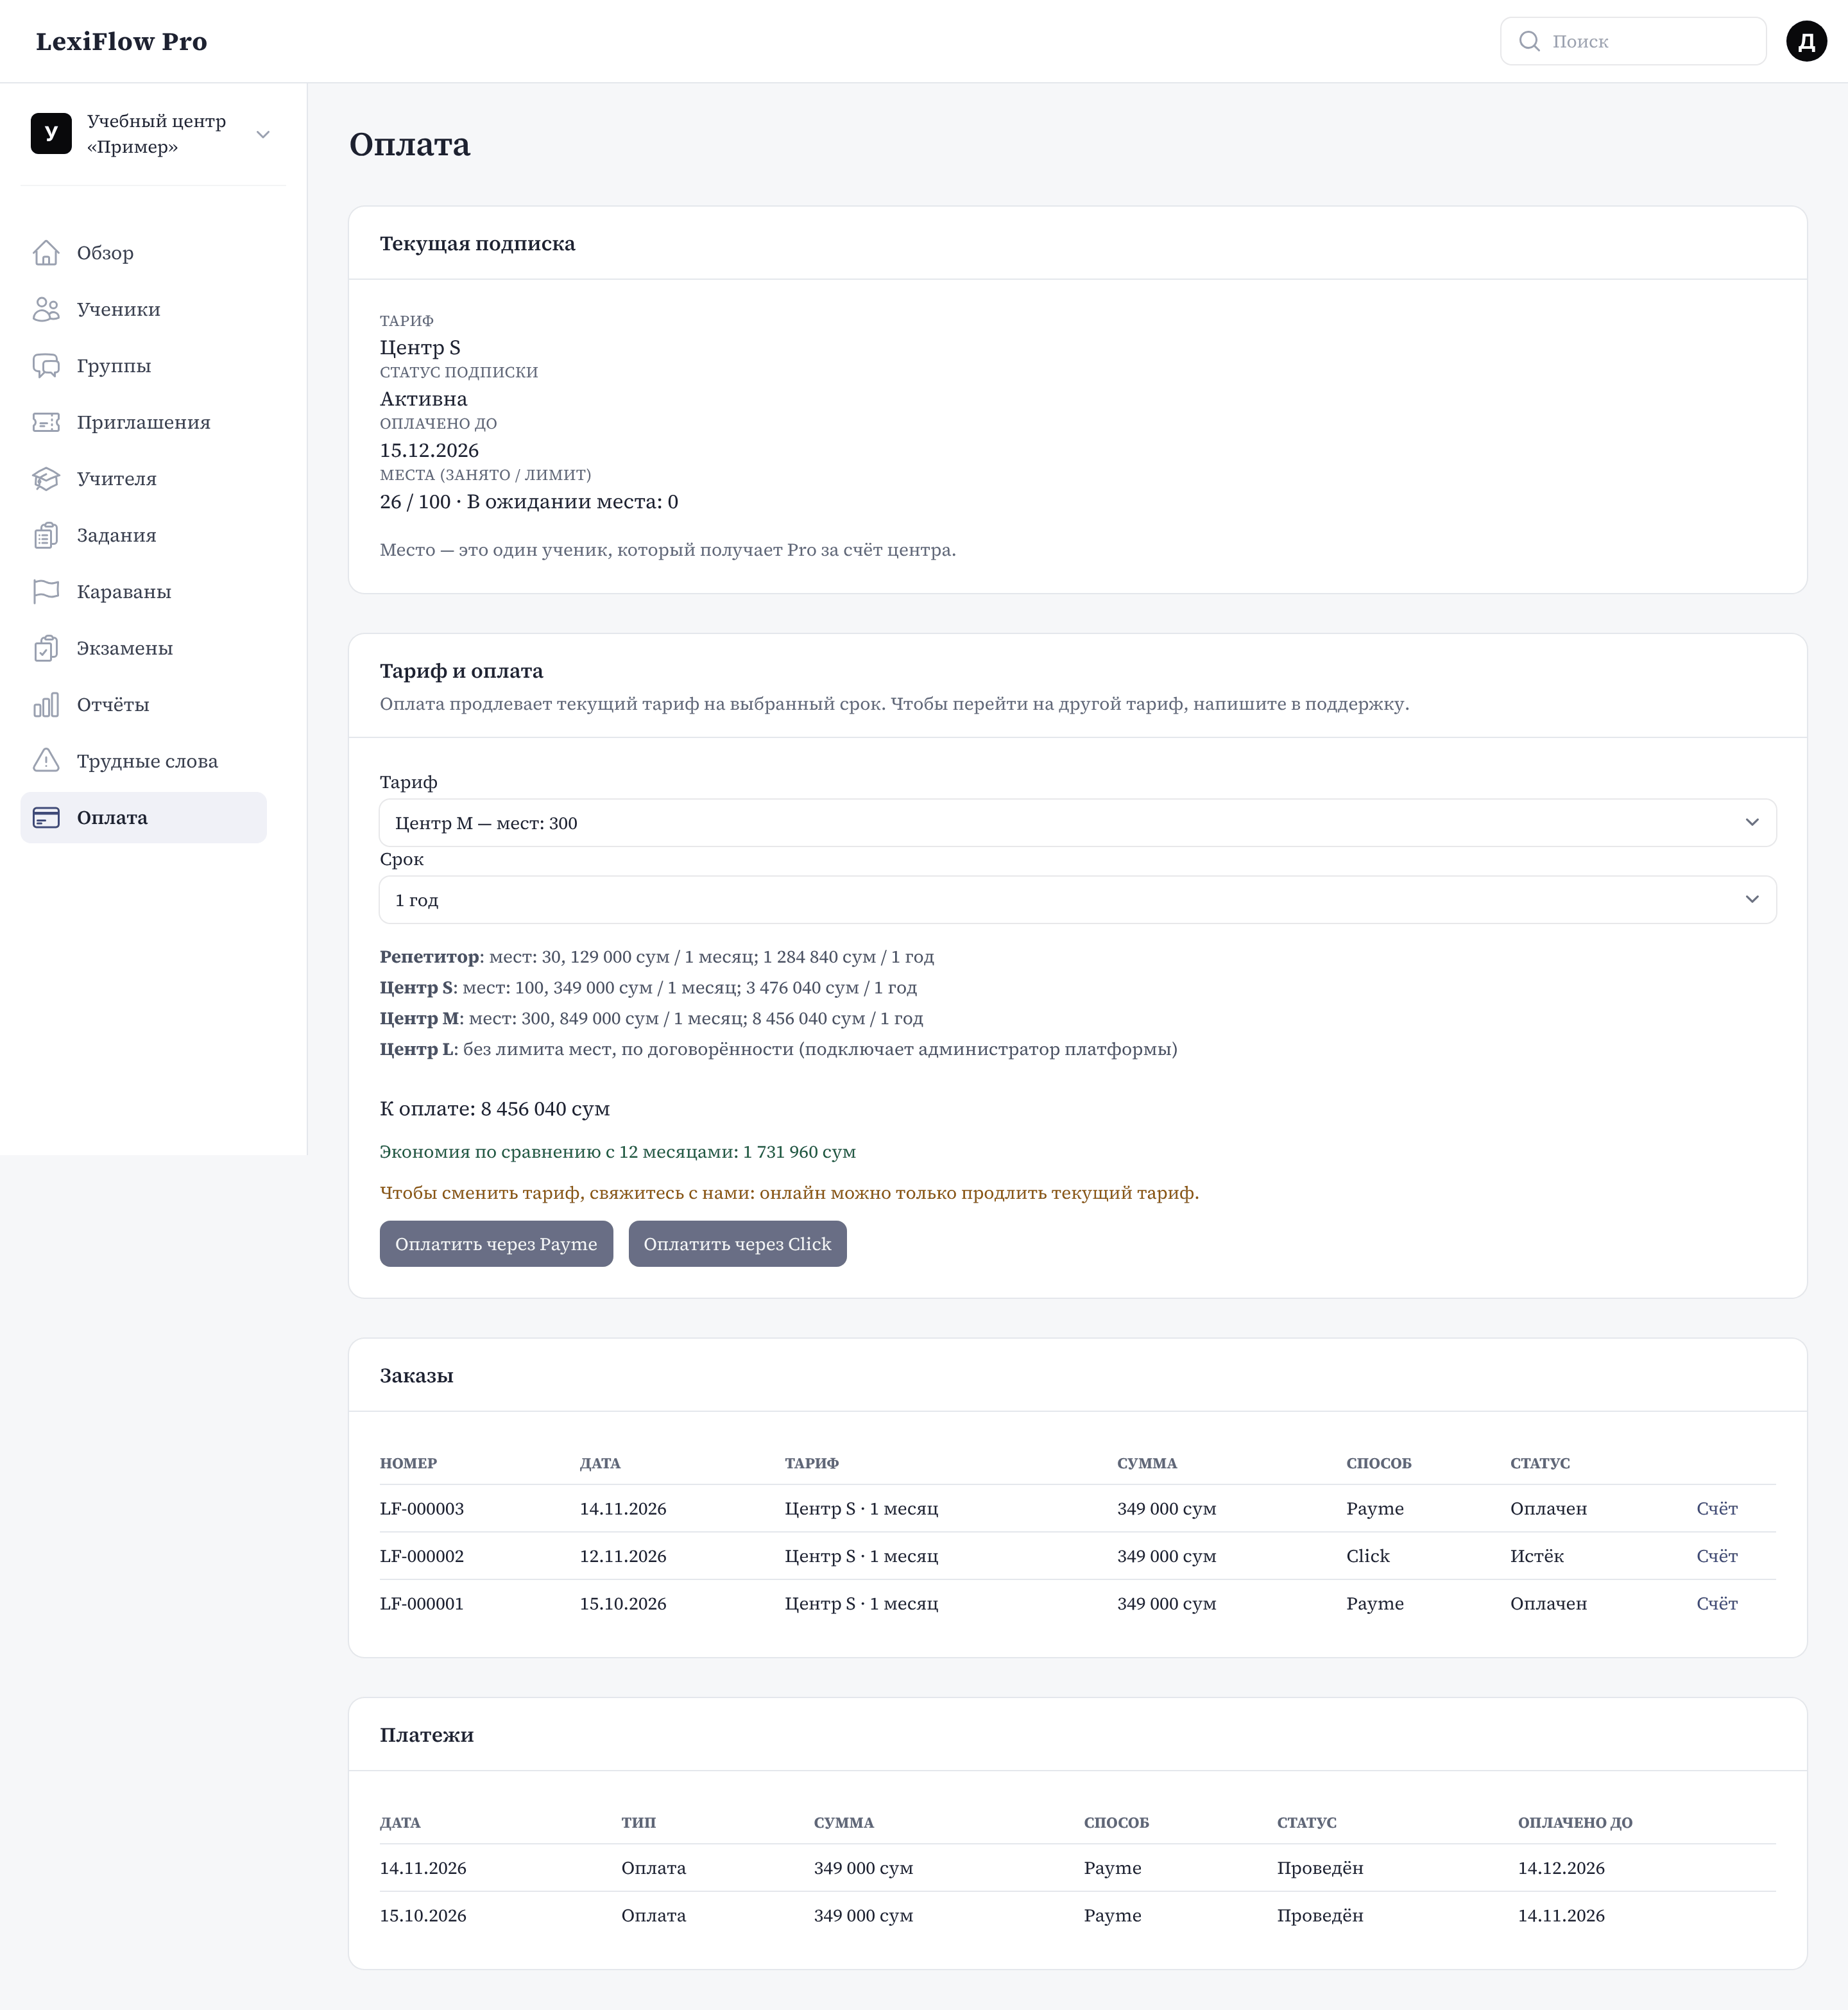 LexiFlow Pro
Поиск
Д
У
Учебный центр
«Пример»
Обзор
Ученики
Группы
Приглашения
Учителя
Задания
Караваны
Экзамены
Отчёты
Трудные слова
Оплата
Оплата
Текущая подписка
ТАРИФ
Центр S
СТАТУС ПОДПИСКИ
Активна
ОПЛАЧЕНО ДО
15.12.2026
МЕСТА (ЗАНЯТО / ЛИМИТ)
26 / 100 · В ожидании места: 0
Место — это один ученик, который получает Pro за счёт центра.
Тариф и оплата
Оплата продлевает текущий тариф на выбранный срок. Чтобы перейти на другой тариф, напишите в поддержку.
Тариф
Центр M — мест: 300
Срок
1 год
Репетитор: мест: 30, 129 000 сум / 1 месяц; 1 284 840 сум / 1 год
Центр S: мест: 100, 349 000 сум / 1 месяц; 3 476 040 сум / 1 год
Центр M: мест: 300, 849 000 сум / 1 месяц; 8 456 040 сум / 1 год
Центр L: без лимита мест, по договорённости (подключает администратор платформы)
К оплате: 8 456 040 сум
Экономия по сравнению с 12 месяцами: 1 731 960 сум
Чтобы сменить тариф, свяжитесь с нами: онлайн можно только продлить текущий тариф.
Оплатить через Payme Оплатить через Click
Заказы
НОМЕР ДАТА ТАРИФ СУММА СПОСОБ СТАТУС
LF-000003 14.11.2026 Центр S · 1 месяц 349 000 сум Payme Оплачен Счёт
LF-000002 12.11.2026 Центр S · 1 месяц 349 000 сум Click Истёк Счёт
LF-000001 15.10.2026 Центр S · 1 месяц 349 000 сум Payme Оплачен Счёт
Платежи
ДАТА ТИП СУММА СПОСОБ СТАТУС ОПЛАЧЕНО ДО
14.11.2026 Оплата 349 000 сум Payme Проведён 14.12.2026
15.10.2026 Оплата 349 000 сум Payme Проведён 14.11.2026